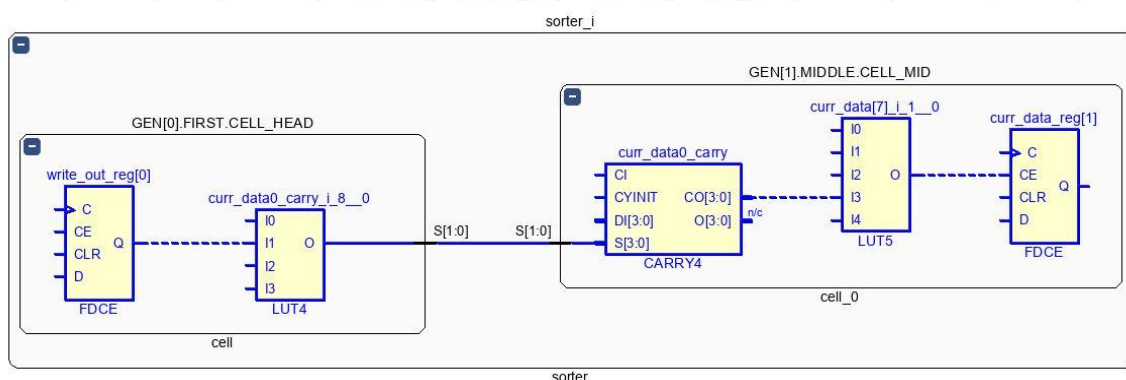 sorter_i
GEN[1].MIDDLE.CELL_MID
GEN[0].FIRST.CELL_HEAD
write_out_reg[0]
C
CE
CLR
D
Q
FDCE
curr_data0_carry_i_8__0
I0
I1
I2
I3
O
LUT4
cell
S[1:0]
S[1:0]
curr_data0_carry
CI
CYINIT
DI[3:0]
S[3:0]
CO[3:0]
O[3:0]
n/c
CARRY4
curr_data[7]_i_1__0
I0
I1
I2
I3
I4
O
LUT5
curr_data_reg[1]
C
CE
CLR
D
Q
FDCE
cell_0
sorter